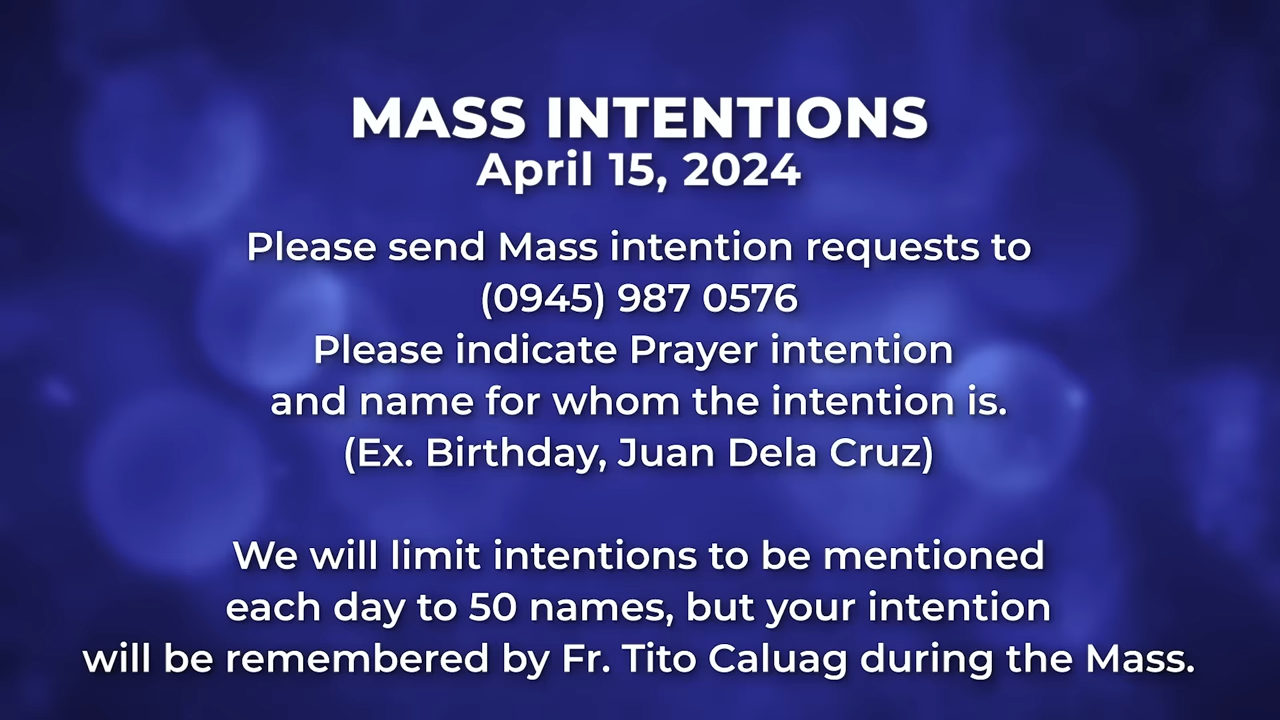 MASS INTENTIONS
April 15, 2024
Please send Mass intention requests to
(0945) 987 0576
Please indicate Prayer intention
and name for whom the intention is.
(Ex. Birthday, Juan Dela Cruz)
We will limit intentions to be mentioned
each day to 50 names, but your intention
will be remembered by Fr. Tito Caluag during the Mass.